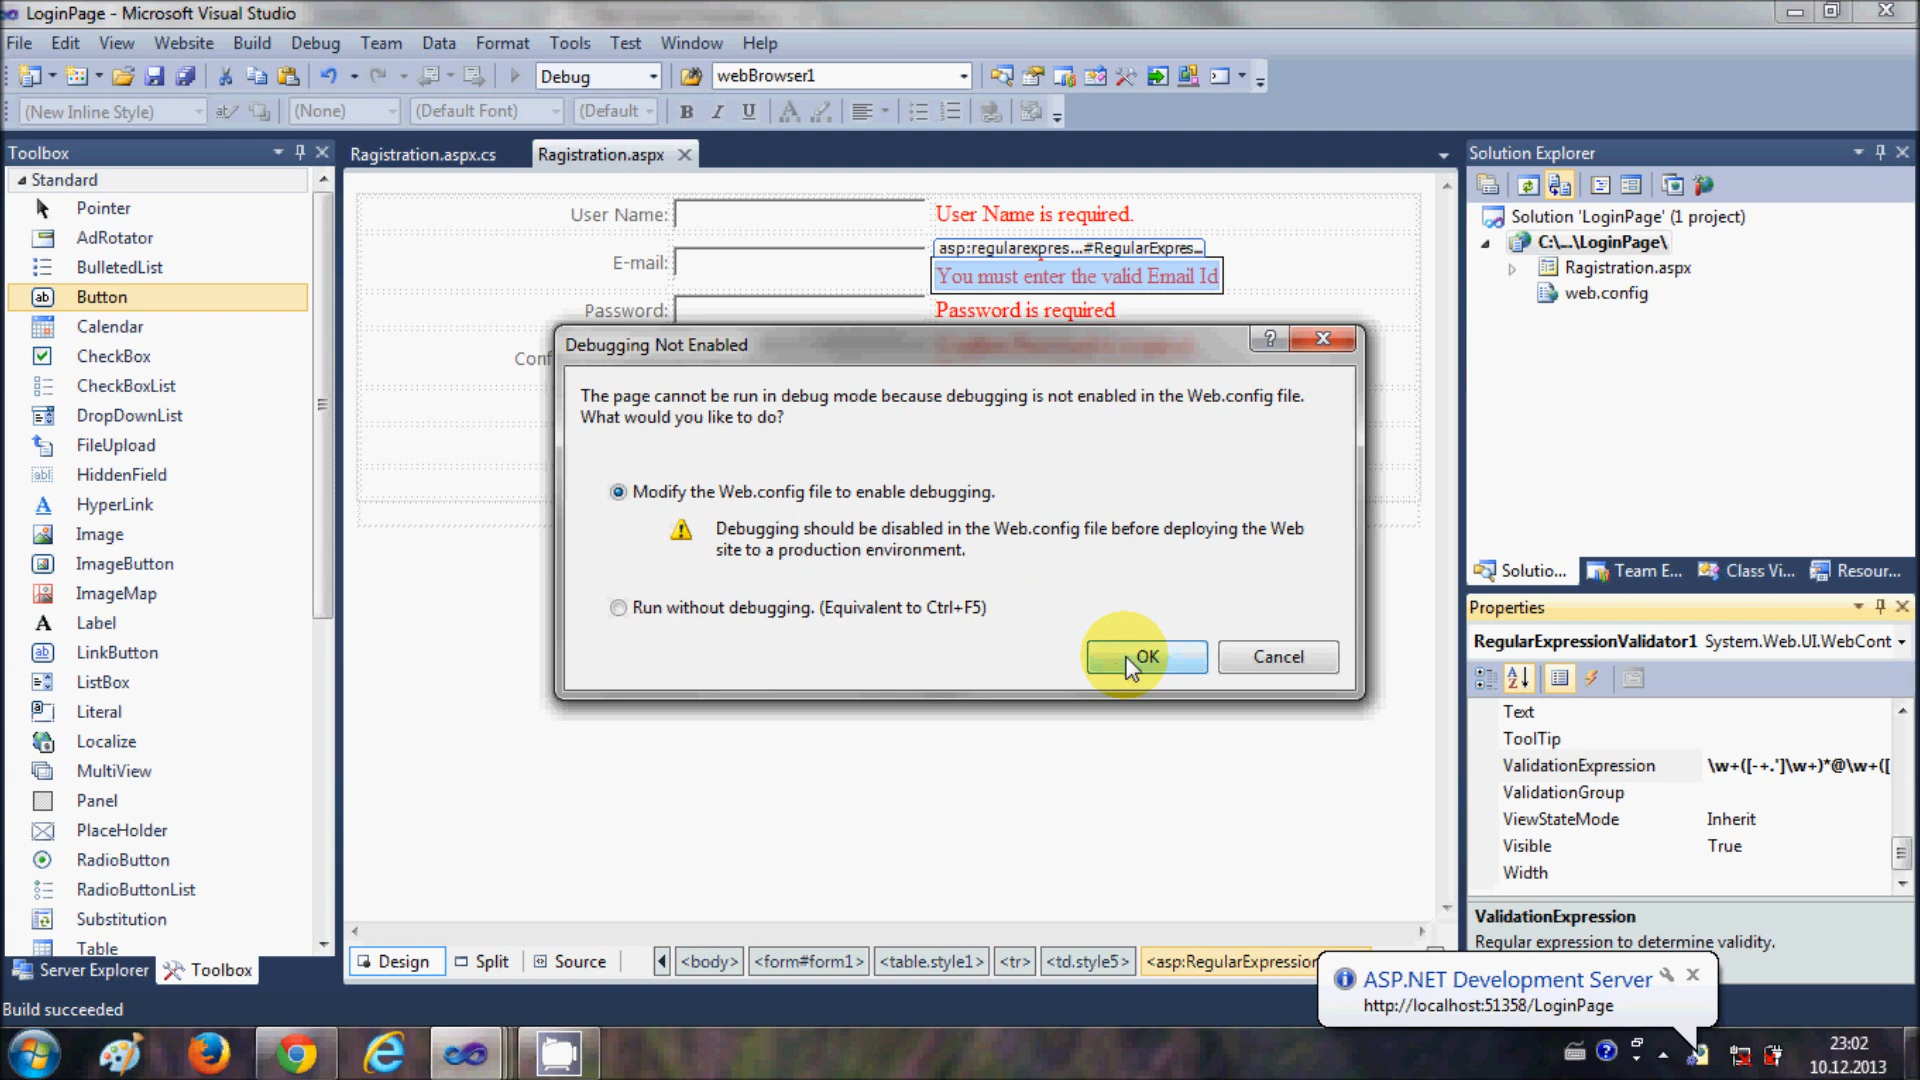 LoginPage - Microsoft Visual Studio
File Edit View Website Build Debug Team Data Format Tools Test Window Help
Debug webBrowser1
(New Inline Style) (None) (Default Font) (Default B I U A
Toolbox
Standard
Pointer
AdRotator
BulletedList
Button
Calendar
CheckBox
CheckBoxList
DropDownList
FileUpload
HiddenField
HyperLink
Image
ImageButton
ImageMap
Label
LinkButton
ListBox
Literal
Localize
MultiView
Panel
PlaceHolder
RadioButton
RadioButtonList
Substitution
Table
Server Explorer Toolbox
Ragistration.aspx.cs Ragistration.aspx
User Name: User Name is required.
asp:regularexpres...#RegularExpres...
E-mail: You must enter the valid Email Id
Password: Password is required
Conf
Debugging Not Enabled
The page cannot be run in debug mode because debugging is not enabled in the Web.config file.
What would you like to do?
Modify the Web.config file to enable debugging.
Debugging should be disabled in the Web.config file before deploying the Web
site to a production environment.
Run without debugging. (Equivalent to Ctrl+F5)
OK Cancel
Design Split Source <body> <form#form1> <table.style1> <tr> <td.style5> <asp:RegularExpression
Solution Explorer
Solution 'LoginPage' (1 project)
C:\...\LoginPage\
Ragistration.aspx
web.config
Solutio... Team E... Class Vi... Resour...
Properties
RegularExpressionValidator1 System.Web.UI.WebCont
Text
ToolTip
ValidationExpression \w+([-+.']\w+)*@\w+([
ValidationGroup
ViewStateMode Inherit
Visible True
Width
ValidationExpression
Regular expression to determine validity.
ASP.NET Development Server
http://localhost:51358/LoginPage
Build succeeded
23:02
10.12.2013